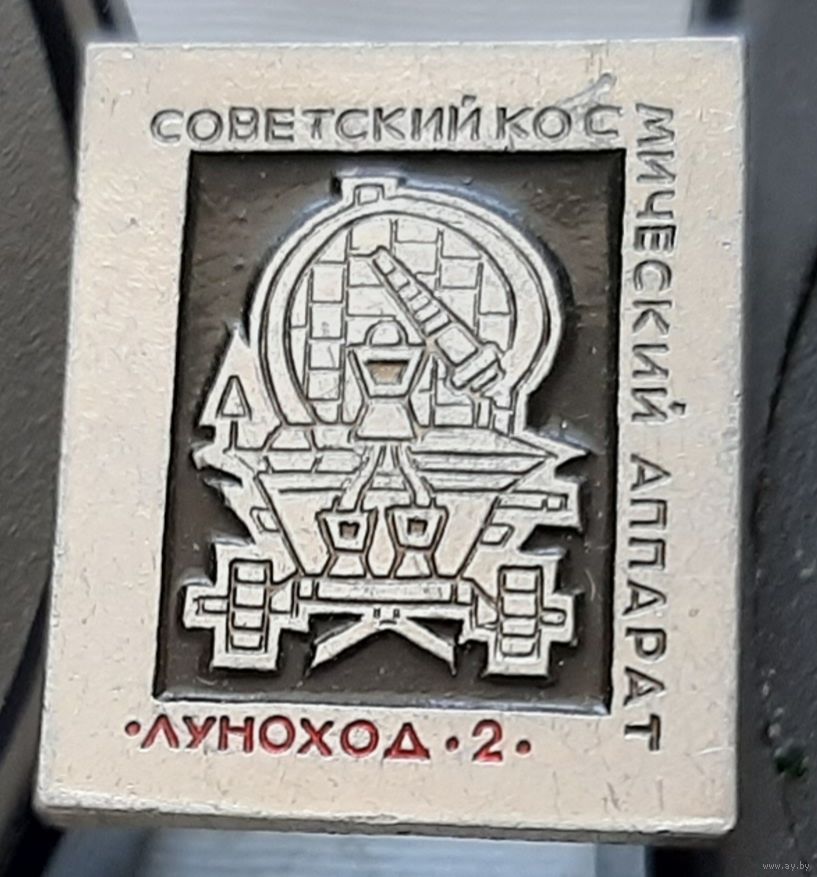 СОВЕТСКИЙ КОС
МИЧЕСКИЙ АППАРАТ
·ЛУНОХОД·2·
www.ay.by